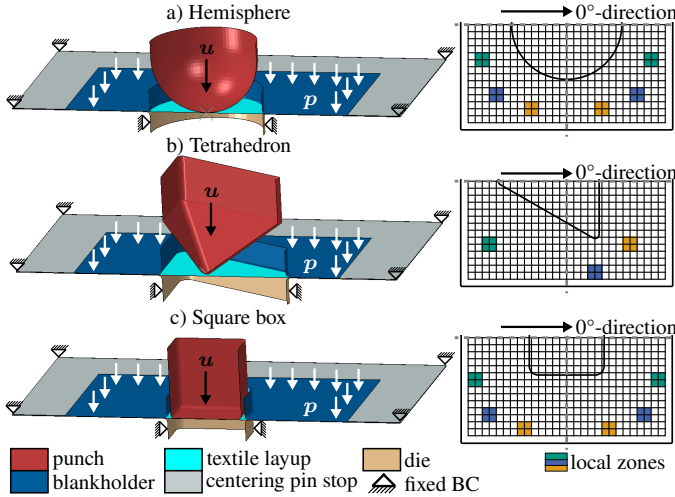 a) Hemisphere
0°-direction
u
p
b) Tetrahedron
0°-direction
u
p
c) Square box
0°-direction
u
p
punch
textile layup
die
local zones
blankholder
centering pin stop
fixed BC